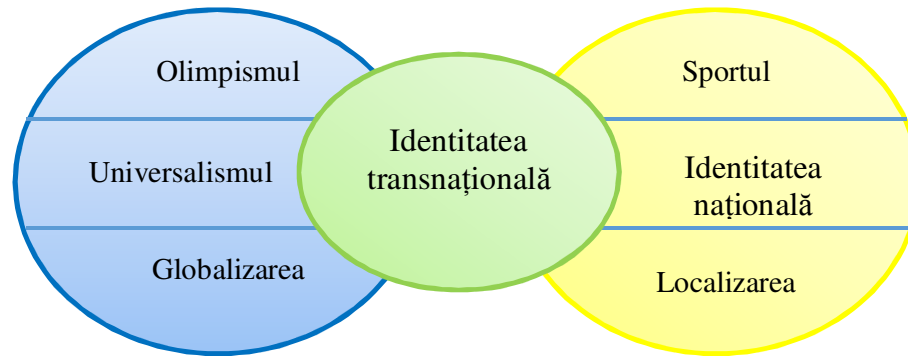 Olimpismul
Universalismul
Globalizarea
Identitatea
transnațională
Sportul
Identitatea
națională
Localizarea